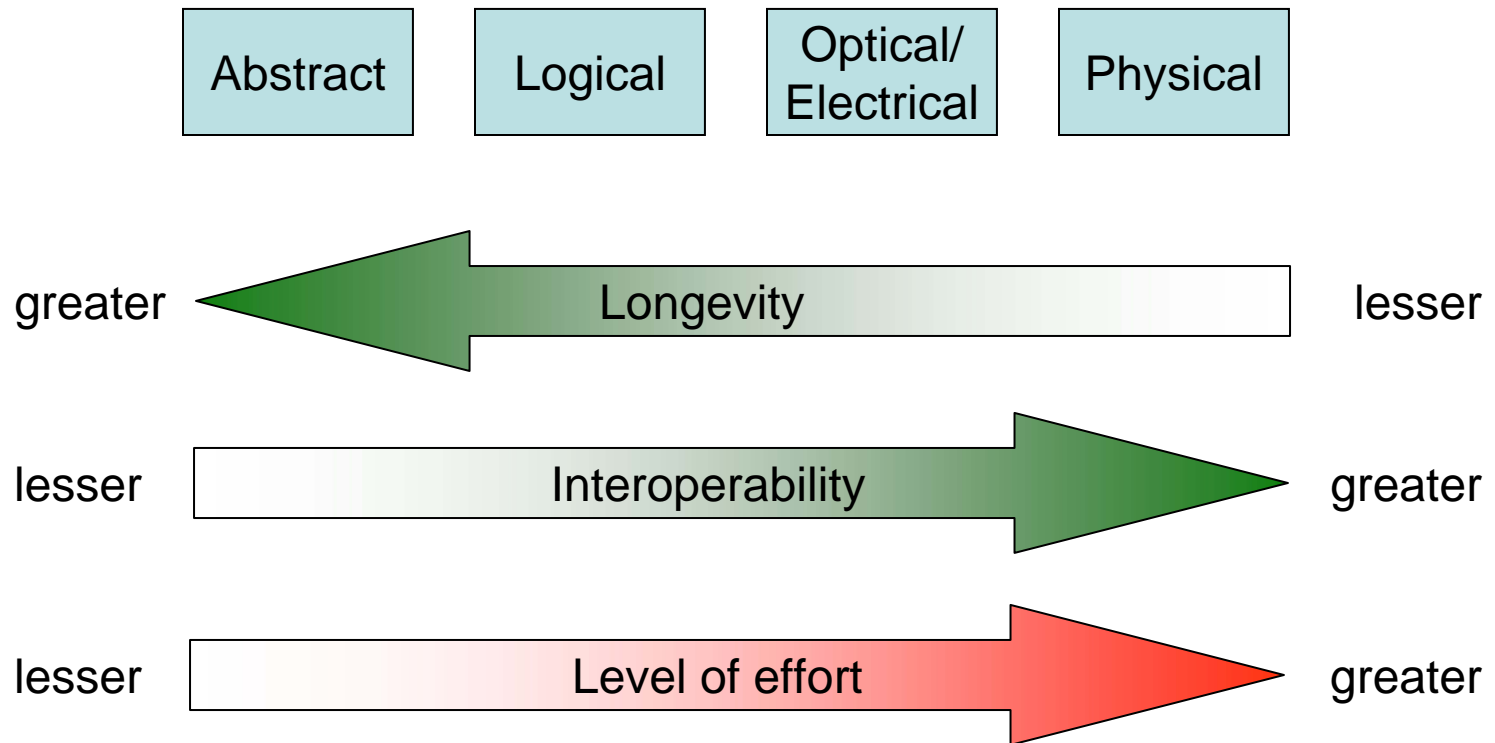 Abstract
Logical
Optical/
Electrical
Physical
greater
Longevity
lesser
lesser
Interoperability
greater
lesser
Level of effort
greater